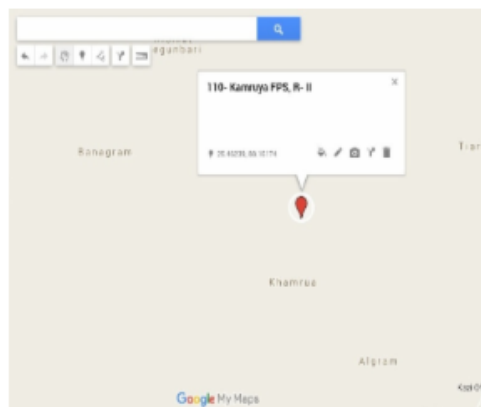 110- Kamruya FPS, R- II
Ranagram
Khamrua
Algram
Google My Maps